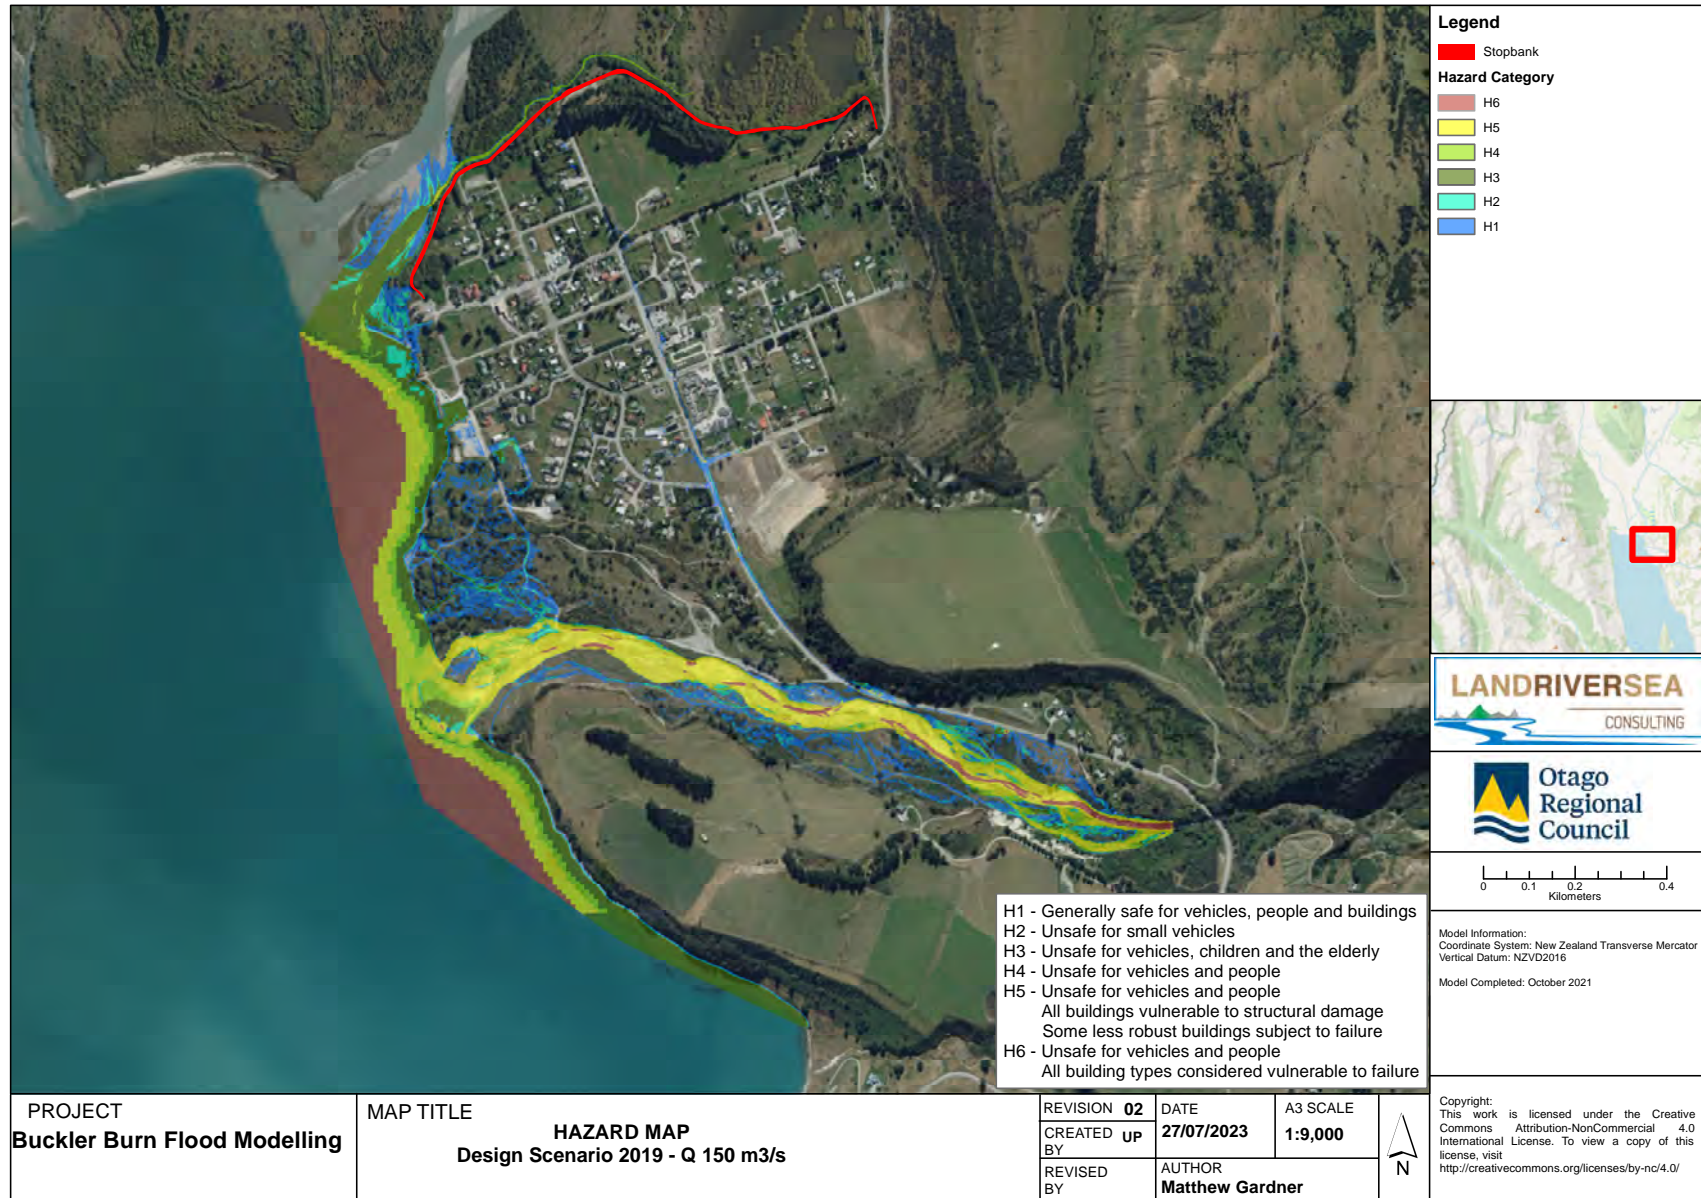 Legend
Stopbank
Hazard Category
H6
H5
H4
H3
H2
H1
LANDRIVERSEA
CONSULTING
Otago
Regional
Council
0 0.1 0.2 0.4
Kilometers
Model Information:
Coordinate System: New Zealand Transverse Mercator
Vertical Datum: NZVD2016
Model Completed: October 2021
Copyright:
This work is licensed under the Creative
Commons Attribution-NonCommercial 4.0
International License. To view a copy of this
license, visit
http://creativecommons.org/licenses/by-nc/4.0/
H1 - Generally safe for vehicles, people and buildings
H2 - Unsafe for small vehicles
H3 - Unsafe for vehicles, children and the elderly
H4 - Unsafe for vehicles and people
H5 - Unsafe for vehicles and people
All buildings vulnerable to structural damage
Some less robust buildings subject to failure
H6 - Unsafe for vehicles and people
All building types considered vulnerable to failure
PROJECT
Buckler Burn Flood Modelling
MAP TITLE
HAZARD MAP
Design Scenario 2019 - Q 150 m3/s
REVISION 02
CREATED BY UP
REVISED BY
DATE
27/07/2023
A3 SCALE
1:9,000
AUTHOR
Matthew Gardner
N